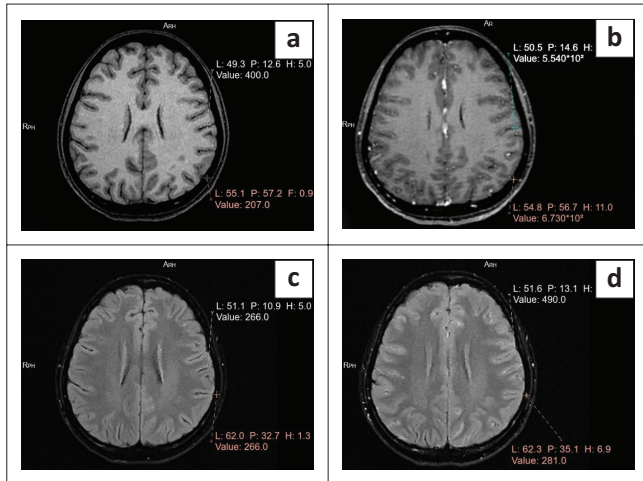 ARH
a
L: 49.3 P: 12.6 H: 5.0
Value: 400.0
RPH
L: 55.1 P: 57.2 F: 0.9
Value: 207.0
AR
b
L: 50.5 P: 14.6 H:
Value: 5.540*10²
RPH
L: 54.8 P: 56.7 H: 11.0
Value: 6.730*10²
ARH
c
L: 51.1 P: 10.9 H: 5.0
Value: 266.0
RPH
L: 62.0 P: 32.7 H: 1.3
Value: 266.0
ARH
d
L: 51.6 P: 13.1 H:
Value: 490.0
RPH
L: 62.3 P: 35.1 H: 6.9
Value: 281.0